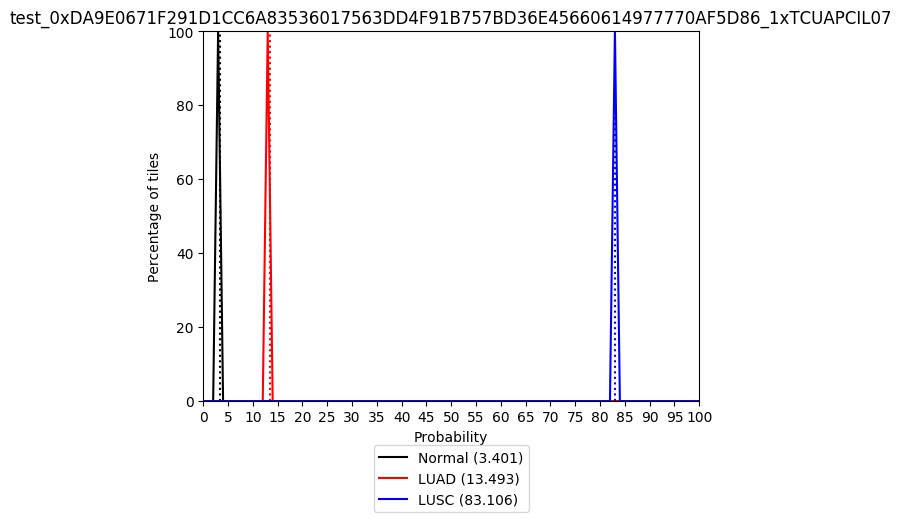 test_0xDA9E0671F291D1CC6A83536017563DD4F91B757BD36E45660614977770AF5D86_1xTCUAPCIL07
100
80
60
40
20
0
Percentage of tiles
0 5 10 15 20 25 30 35 40 45 50 55 60 65 70 75 80 85 90 95 100
Probability
Normal (3.401)
LUAD (13.493)
LUSC (83.106)